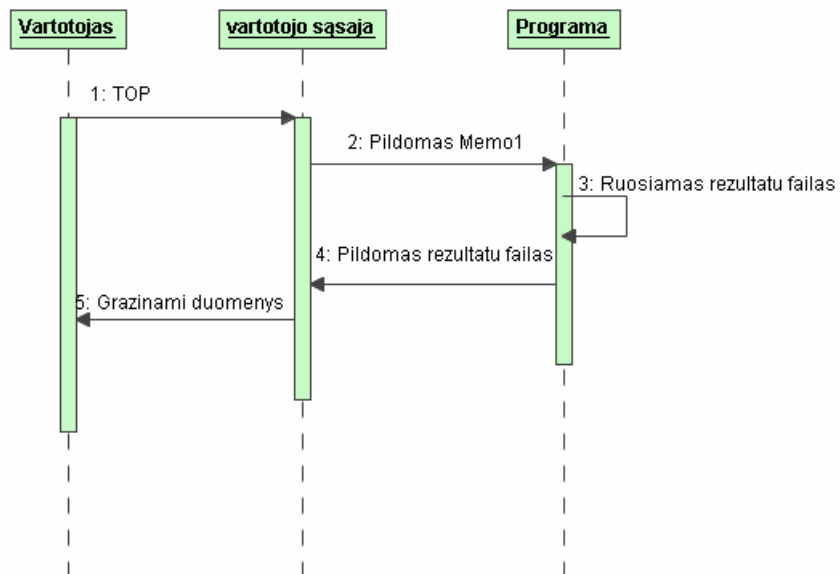 Vartotojas
vartotojo sąsaja
Programa
1: TOP
2: Pildomas Memo1
3: Ruosiamas rezultatu failas
4: Pildomas rezultatu failas
5: Grazinami duomenys